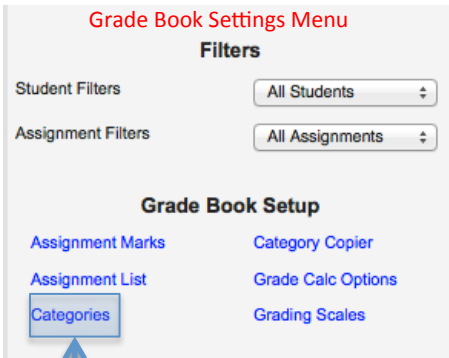 Grade Book Settings Menu
Filters
Student Filters All Students
Assignment Filters All Assignments
Grade Book Setup
Assignment Marks Category Copier
Assignment List Grade Calc Options
Categories Grading Scales